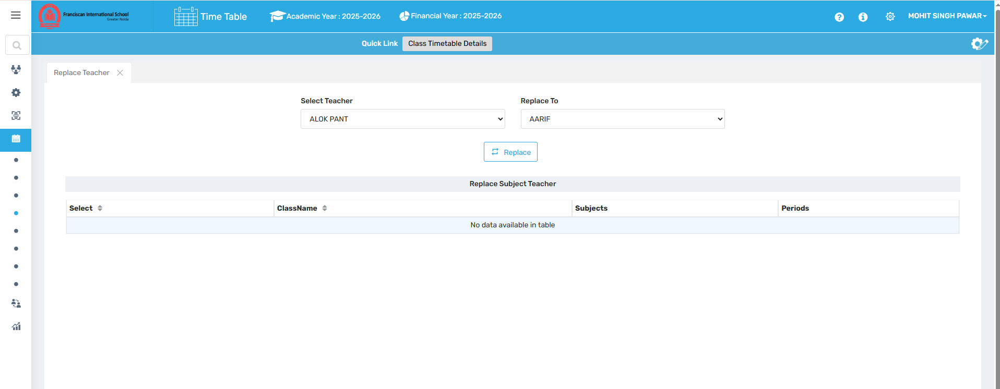 Franciscan International School
Greater Noida
Time Table
Academic Year : 2025-2026
Financial Year : 2025-2026
MOHIT SINGH PAWAR
Quick Link
Class Timetable Details
Replace Teacher
Select Teacher
Replace To
ALOK PANT
AARIF
Replace
Replace Subject Teacher
Select
ClassName
Subjects
Periods
No data available in table